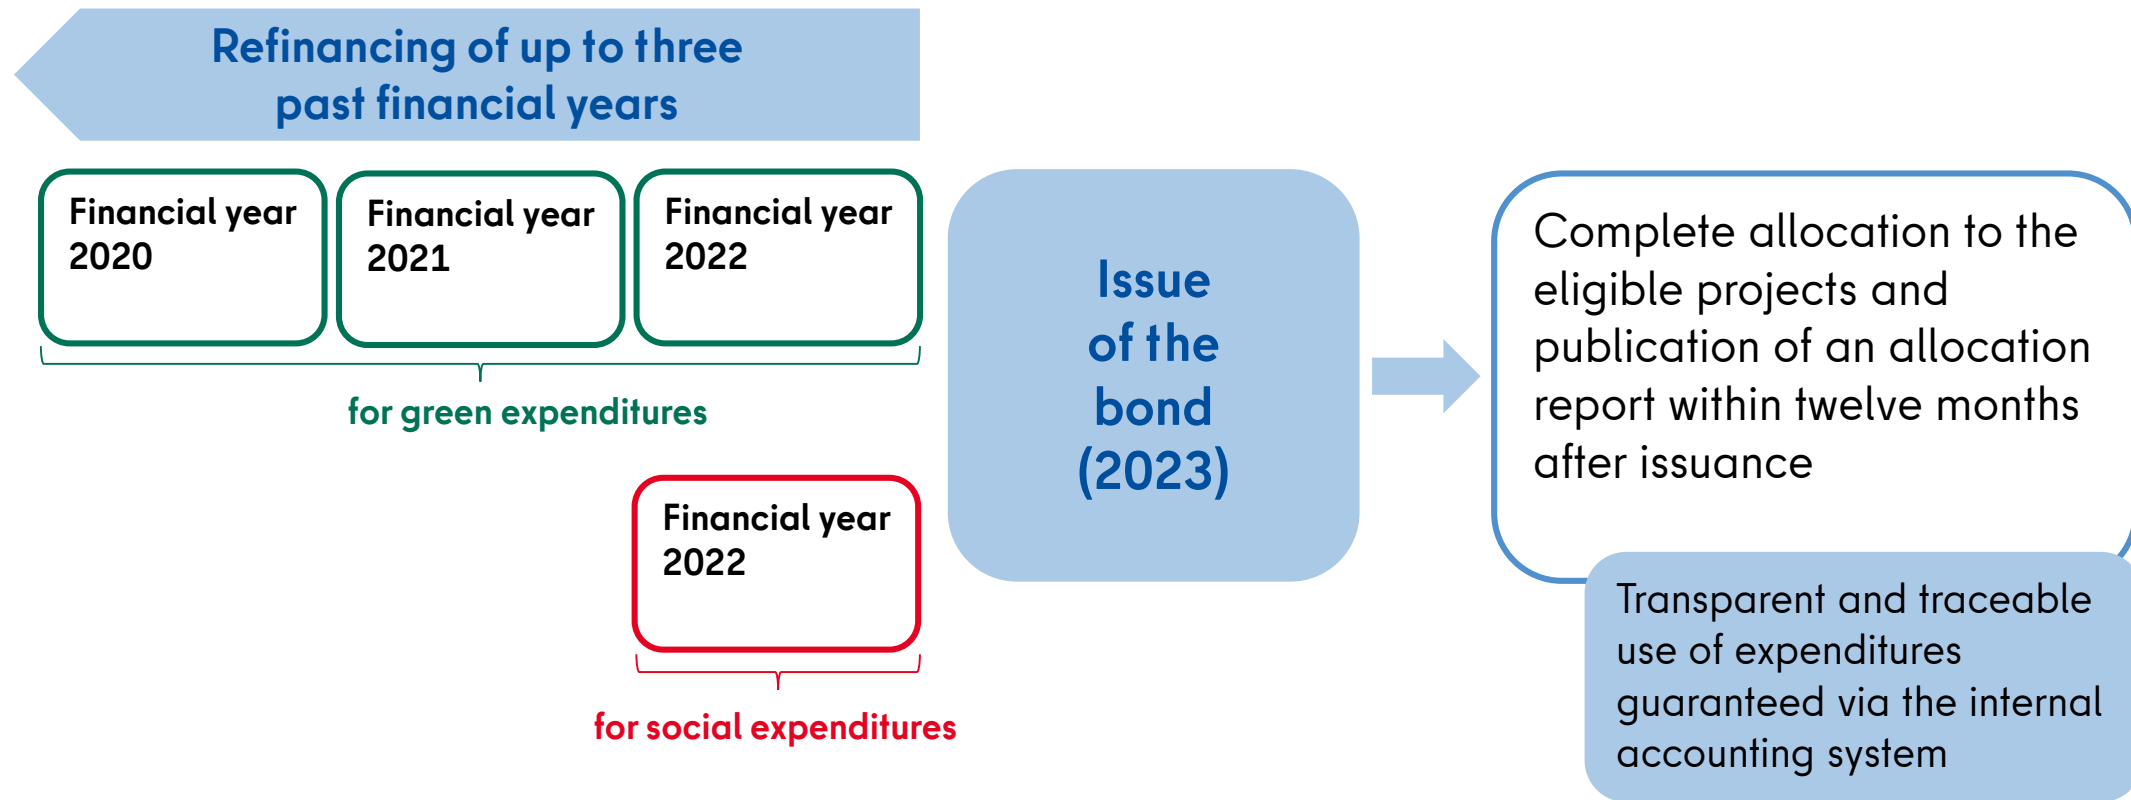 Refinancing of up to three
past financial years
Financial year
2020
Financial year
2021
Financial year
2022
for green expenditures
Financial year
2022
for social expenditures
Issue
of the
bond
(2023)
Complete allocation to the
eligible projects and
publication of an allocation
report within twelve months
after issuance
Transparent and traceable
use of expenditures
guaranteed via the internal
accounting system